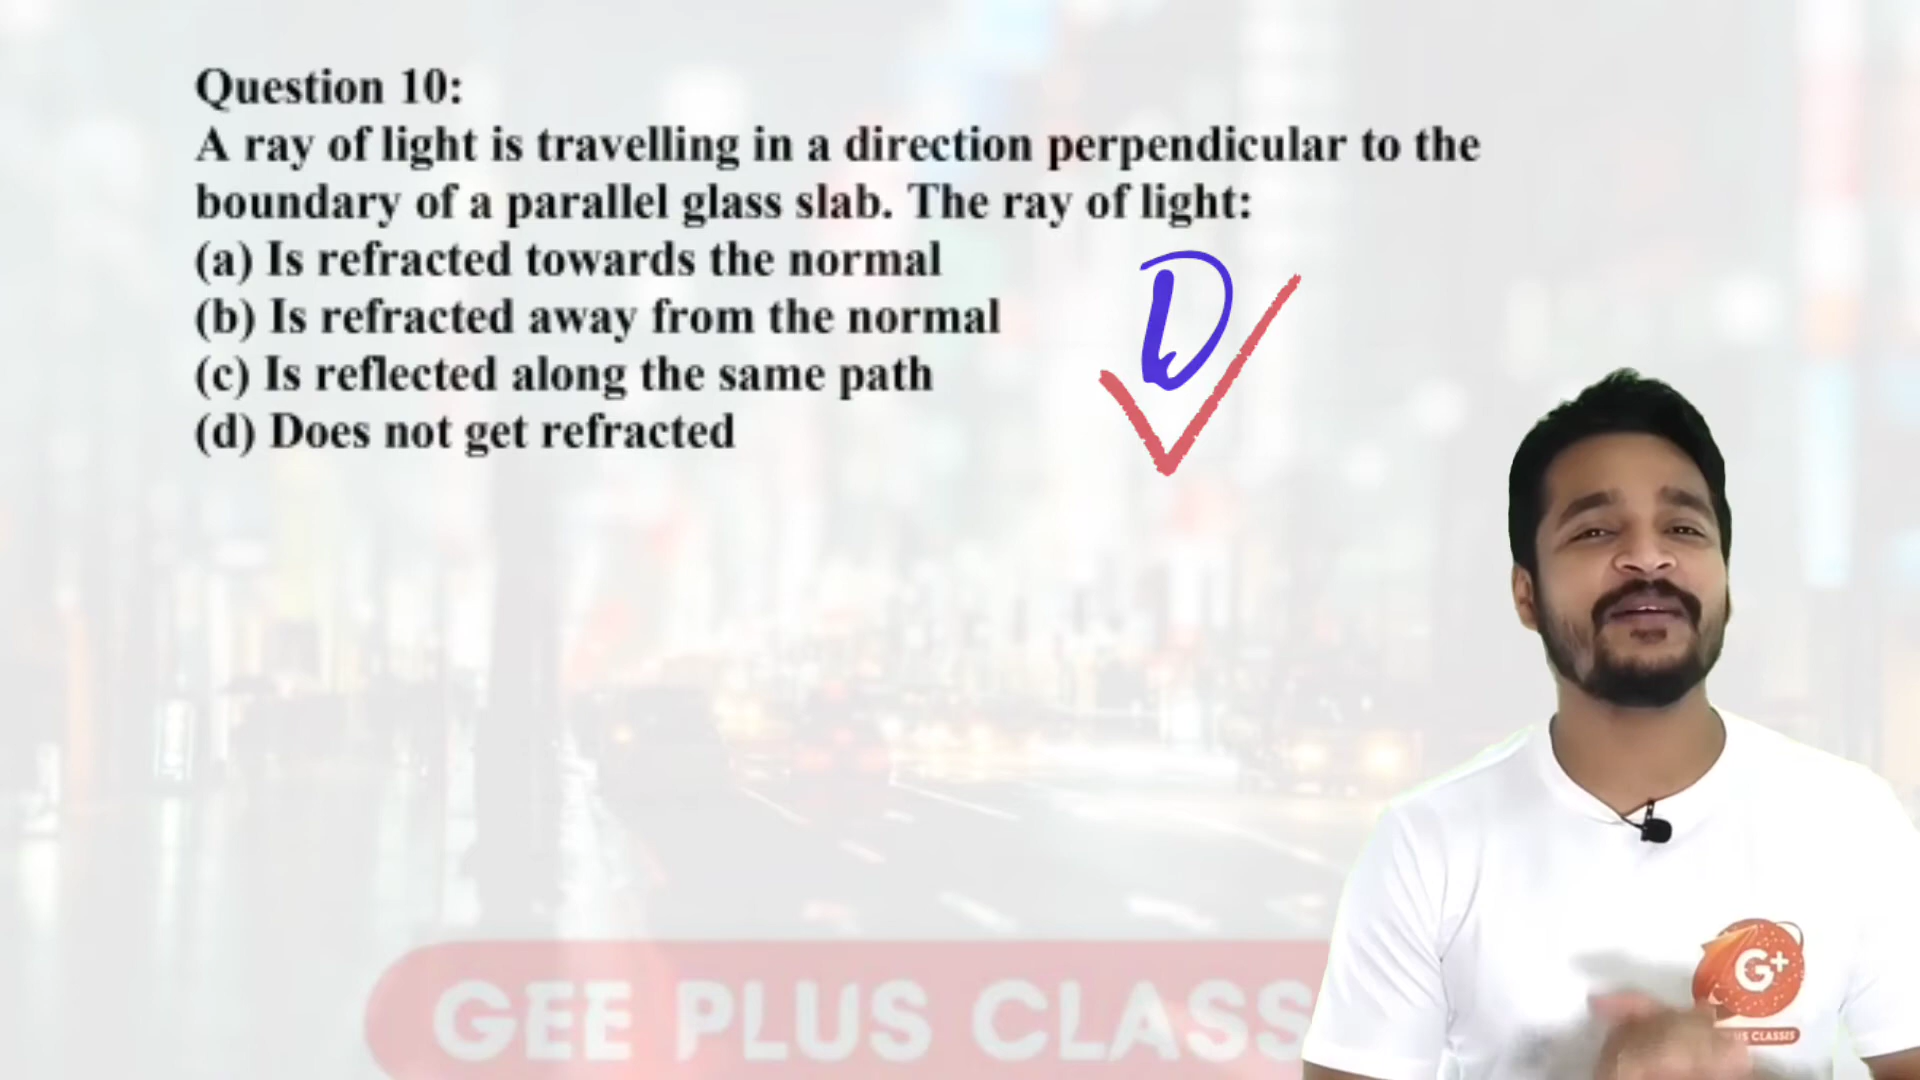 Question 10:
A ray of light is travelling in a direction perpendicular to the
boundary of a parallel glass slab. The ray of light:
(a) Is refracted towards the normal
(b) Is refracted away from the normal
(c) Is reflected along the same path
(d) Does not get refracted
D
GEE PLUS CLASS
G+
US CLASSES